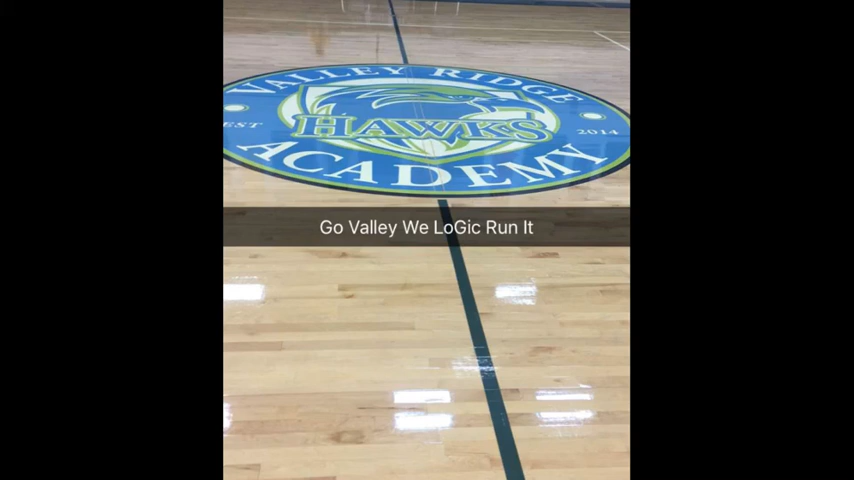 VALLEY RIDGE
HAWKS
EST 2014
ACADEMY
Go Valley We LoGic Run It